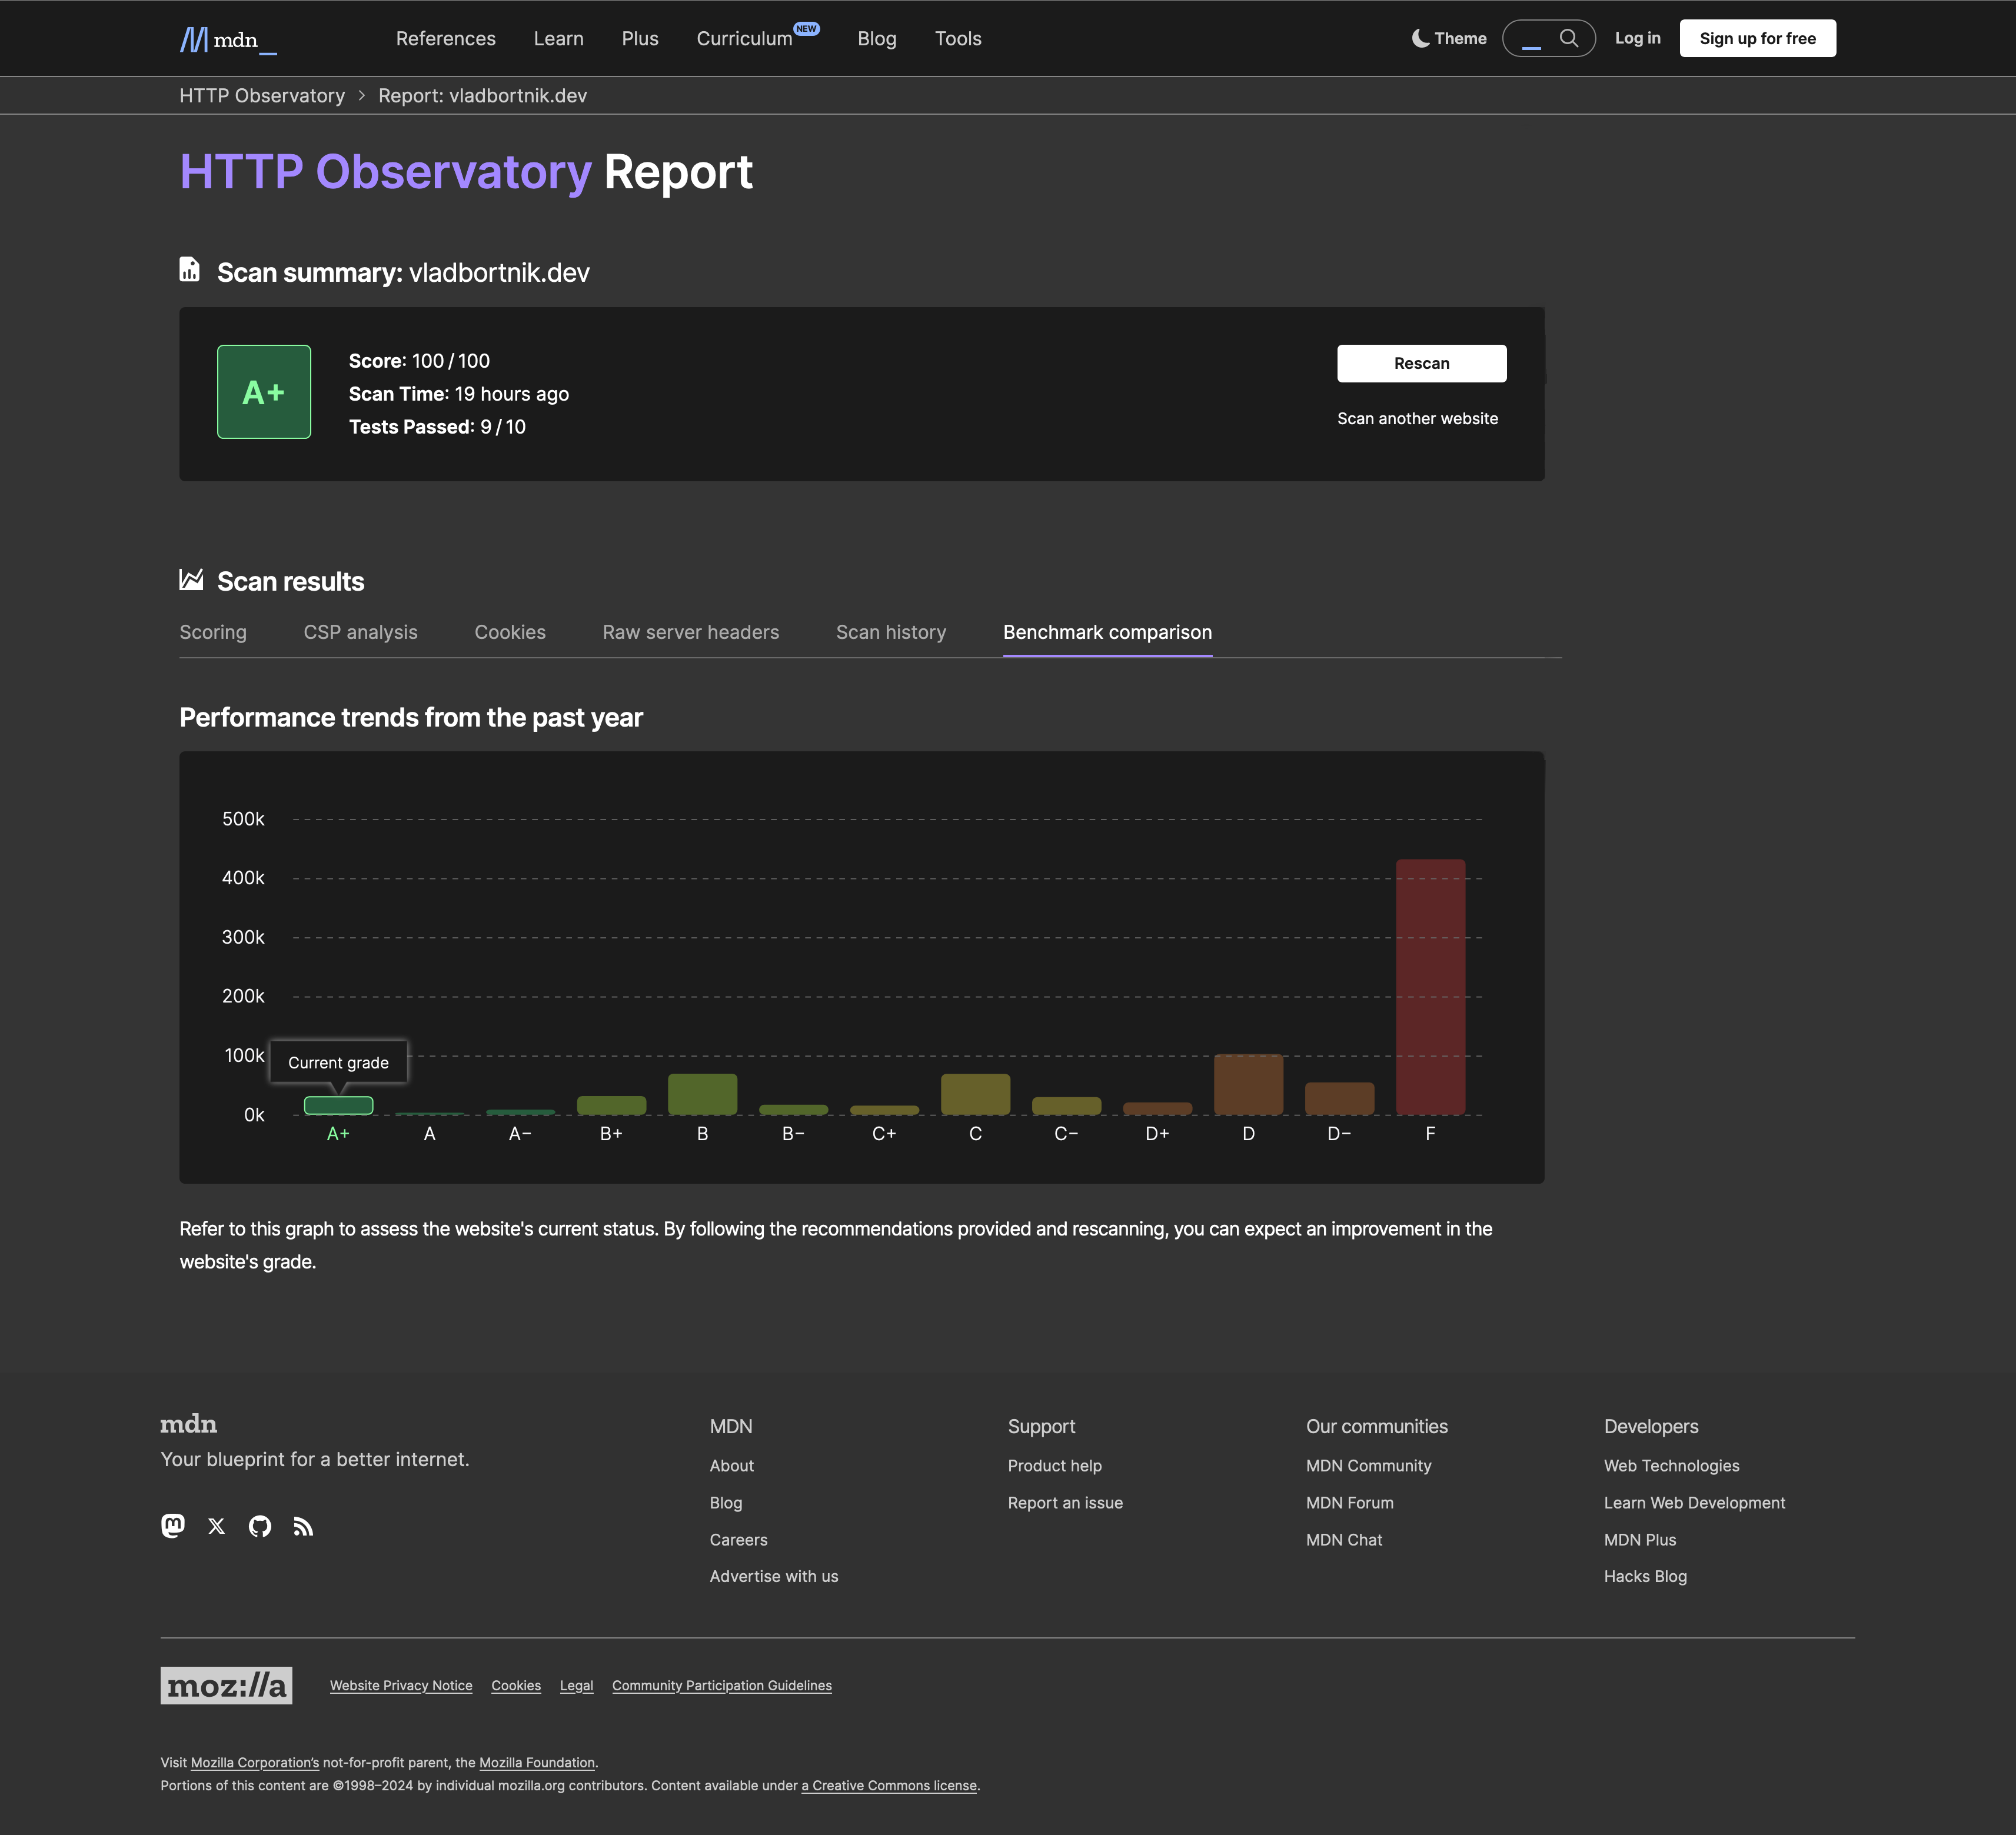 mdn_
References
Learn
Plus
Curriculum NEW
Blog
Tools
Theme
Log in
Sign up for free
HTTP Observatory > Report: vladbortnik.dev
HTTP Observatory Report
Scan summary: vladbortnik.dev
A+
Score: 100 / 100
Scan Time: 19 hours ago
Tests Passed: 9 / 10
Rescan
Scan another website
Scan results
Scoring
CSP analysis
Cookies
Raw server headers
Scan history
Benchmark comparison
Performance trends from the past year
500k
400k
300k
200k
100k
0k
Current grade
A+
A
A−
B+
B
B−
C+
C
C−
D+
D
D−
F
Refer to this graph to assess the website's current status. By following the recommendations provided and rescanning, you can expect an improvement in the
website's grade.
mdn
Your blueprint for a better internet.
MDN
About
Blog
Careers
Advertise with us
Support
Product help
Report an issue
Our communities
MDN Community
MDN Forum
MDN Chat
Developers
Web Technologies
Learn Web Development
MDN Plus
Hacks Blog
moz://a
Website Privacy Notice
Cookies
Legal
Community Participation Guidelines
Visit Mozilla Corporation’s not-for-profit parent, the Mozilla Foundation.
Portions of this content are ©1998–2024 by individual mozilla.org contributors. Content available under a Creative Commons license.